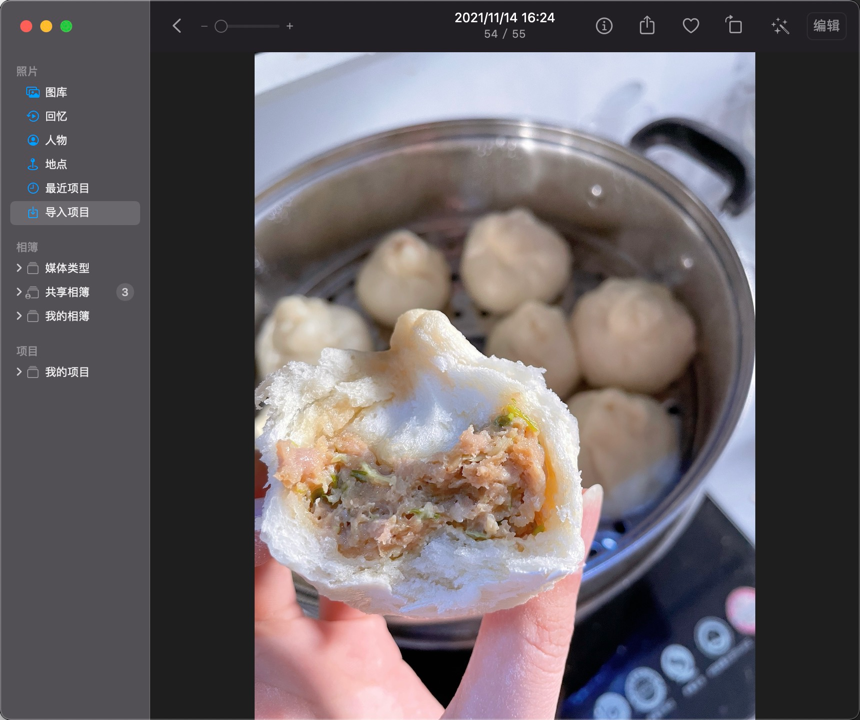 2021/11/14 16:24
54 / 55
编辑
照片
图库
回忆
人物
地点
最近项目
导入项目
相簿
媒体类型
共享相簿 3
我的相簿
项目
我的项目